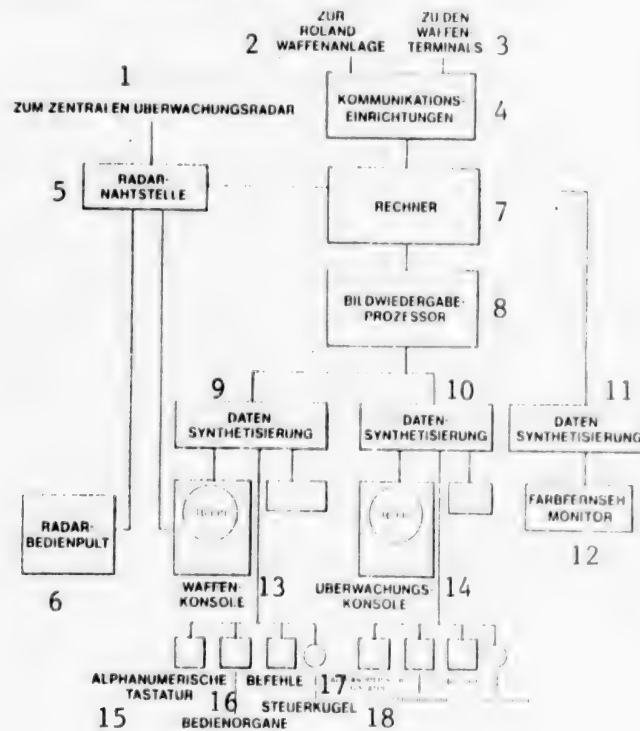 ZUR
ROLAND
WAFFENANLAGE
2
ZU DEN
WAFFEN-
TERMINALS
3
1
ZUM ZENTRALEN UBERWACHUNGSRADAR
KOMMUNIKATIONS-
EINRICHTUNGEN
4
5
RADAR-
NAHTSTELLE
RECHNER
7
BILDWIEDERGABE-
PROZESSOR
8
9
10
11
DATEN
SYNTHETISIERUNG
DATEN-
SYNTHETISIERUNG
DATEN
SYNTHETISIERUNG
RADAR-
BEDIENPULT
6
FARBFERNSEH
MONITOR
12
WAFFEN-
KONSOLE
13
UBERWACHUNGS
KONSOLE
14
ALPHANUMERISCHE
TASTATUR
15
16
BEDIENORGANE
BEFEHLE
17
STEUERKUGEL
18